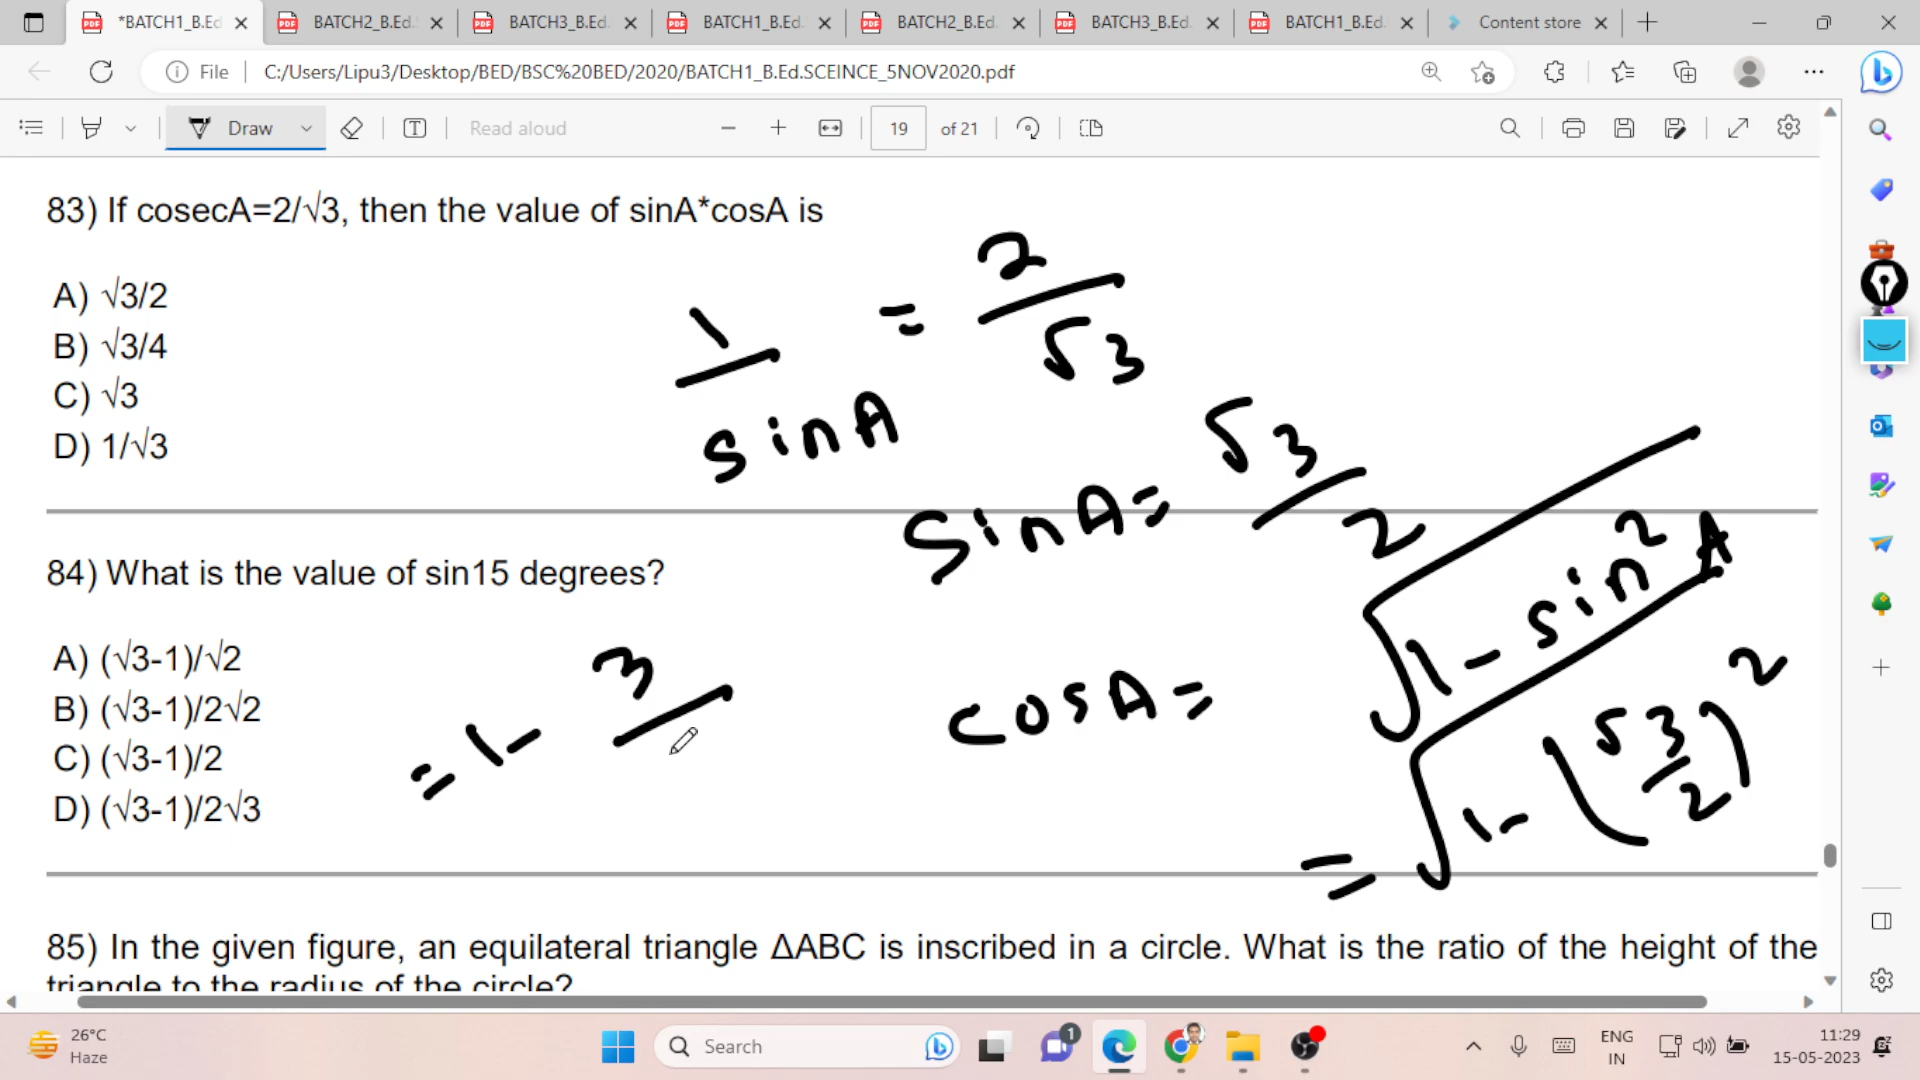 *BATCH1_B.Ed
BATCH2_B.Ed.
BATCH3_B.Ed.
BATCH1_B.Ed.
BATCH2_B.Ed.
BATCH3_B.Ed.
BATCH1_B.Ed.
Content store
File
C:/Users/Lipu3/Desktop/BED/BSC%20BED/2020/BATCH1_B.Ed.SCEINCE_5NOV2020.pdf
Draw
Read aloud
19 of 21
83) If cosecA=2/√3, then the value of sinA*cosA is
A) √3/2
B) √3/4
C) √3
D) 1/√3
1/sinA = 2/√3
sinA = √3/2
84) What is the value of sin15 degrees?
A) (√3-1)/√2
B) (√3-1)/2√2
C) (√3-1)/2
D) (√3-1)/2√3
cosA = √1-sin²A
= √1-(√3/2)²
= 1- 3/
85) In the given figure, an equilateral triangle ΔABC is inscribed in a circle. What is the ratio of the height of the
triangle to the radius of the circle?
26°C
Haze
Search
1
ENG
IN
11:29
15-05-2023